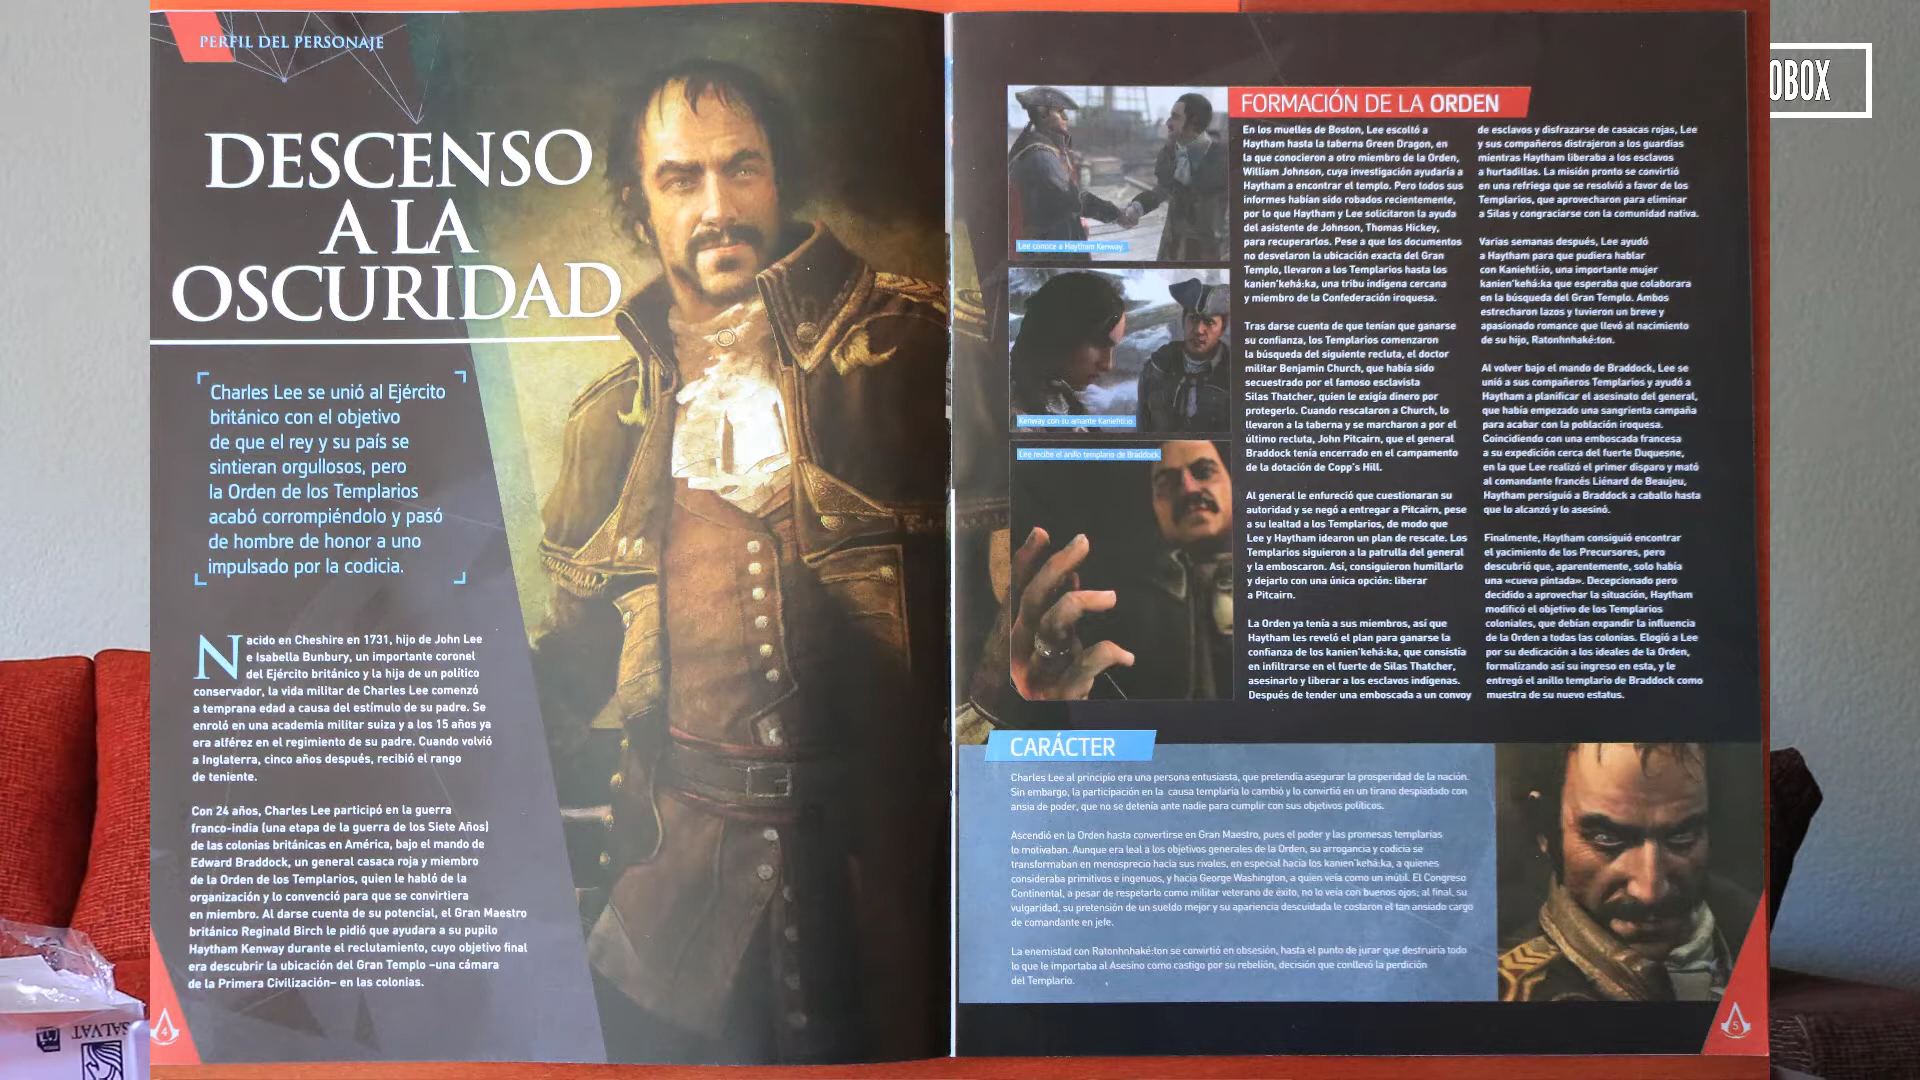 PERFIL DEL PERSONAJE
DESCENSO
A LA
OSCURIDAD
Charles Lee se unió al Ejército
británico con el objetivo
de que el rey y su país se
sintieran orgullosos, pero
la Orden de los Templarios
acabó corrompiéndolo y pasó
de hombre de honor a uno
impulsado por la codicia.
Nacido en Cheshire en 1731, hijo de John Lee
e Isabella Bunbury, un importante coronel
del Ejército británico y la hija de un político
conservador, la vida militar de Charles Lee comenzó
a temprana edad a causa del estímulo de su padre. Se
enroló en una academia militar suiza y a los 15 años ya
era alférez en el regimiento de su padre. Cuando volvió
a Inglaterra, cinco años después, recibió el rango
de teniente.
Con 24 años, Charles Lee participó en la guerra
franco-india (una etapa de la guerra de los Siete Años)
de las colonias británicas en América, bajo el mando de
Edward Braddock, un general casaca roja y miembro
de la Orden de los Templarios, quien le habló de la
organización y lo convenció para que se convirtiera
en miembro. Al darse cuenta de su potencial, el Gran Maestro
británico Reginald Birch le pidió que ayudara a su pupilo
Haytham Kenway durante el reclutamiento, cuyo objetivo final
era descubrir la ubicación del Gran Templo –una cámara
de la Primera Civilización– en las colonias.
4
SALVAT
Lee conoce a Haytham Kenway.
Kenway con su amante Kaniehtí:io
Lee recibe el anillo templario de Braddock
FORMACIÓN DE LA ORDEN
En los muelles de Boston, Lee escoltó a
Haytham hasta la taberna Green Dragon, en
la que conocieron a otro miembro de la Orden,
William Johnson, cuya investigación ayudaría a
Haytham a encontrar el templo. Pero todos sus
informes habían sido robados recientemente,
por lo que Haytham y Lee solicitaron la ayuda
del asistente de Johnson, Thomas Hickey,
para recuperarlos. Pese a que los documentos
no desvelaron la ubicación exacta del Gran
Templo, llevaron a los Templarios hasta los
kanien'kehá:ka, una tribu indígena cercana
y miembro de la Confederación iroquesa.
Tras darse cuenta de que tenían que ganarse
su confianza, los Templarios comenzaron
la búsqueda del siguiente recluta, el doctor
militar Benjamin Church, que había sido
secuestrado por el famoso esclavista
Silas Thatcher, quien le exigía dinero por
protegerlo. Cuando rescataron a Church, lo
llevaron a la taberna y se marcharon a por el
último recluta, John Pitcairn, que el general
Braddock tenía encerrado en el campamento
de la dotación de Copp's Hill.
Al general le enfureció que cuestionaran su
autoridad y se negó a entregar a Pitcairn, pese
a su lealtad a los Templarios, de modo que
Lee y Haytham idearon un plan de rescate. Los
Templarios siguieron a la patrulla del general
y la emboscaron. Así, consiguieron humillarlo
y dejarlo con una única opción: liberar
a Pitcairn.
La Orden ya tenía a sus miembros, así que
Haytham les reveló el plan para ganarse la
confianza de los kanien'kehá:ka, que consistía
en infiltrarse en el fuerte de Silas Thatcher,
asesinarlo y liberar a los esclavos indígenas.
Después de tender una emboscada a un convoy
de esclavos y disfrazarse de casacas rojas, Lee
y sus compañeros distrajeron a los guardias
mientras Haytham liberaba a los esclavos
a hurtadillas. La misión pronto se convirtió
en una refriega que se resolvió a favor de los
Templarios, que aprovecharon para eliminar
a Silas y congraciarse con la comunidad nativa.
Varias semanas después, Lee ayudó
a Haytham para que pudiera hablar
con Kaniehtí:io, una importante mujer
kanien'kehá:ka que esperaba que colaborara
en la búsqueda del Gran Templo. Ambos
estrecharon lazos y tuvieron un breve y
apasionado romance que llevó al nacimiento
de su hijo, Ratonhnhaké:ton.
Al volver bajo el mando de Braddock, Lee se
unió a sus compañeros Templarios y ayudó a
Haytham a planificar el asesinato del general,
que había empezado una sangrienta campaña
para acabar con la población iroquesa.
Coincidiendo con una emboscada francesa
a su expedición cerca del fuerte Duquesne,
en la que Lee realizó el primer disparo y mató
al comandante francés Liénard de Beaujeu,
Haytham persiguió a Braddock a caballo hasta
que lo alcanzó y lo asesinó.
Finalmente, Haytham consiguió encontrar
el yacimiento de los Precursores, pero
descubrió que, aparentemente, solo había
una «cueva pintada». Decepcionado pero
decidido a aprovechar la situación, Haytham
modificó el objetivo de los Templarios
coloniales, que debían expandir la influencia
de la Orden a todas las colonias. Elogió a Lee
por su dedicación a los ideales de la Orden,
formalizando así su ingreso en esta, y le
entregó el anillo templario de Braddock como
muestra de su nuevo estatus.
CARÁCTER
Charles Lee al principio era una persona entusiasta, que pretendía asegurar la prosperidad de la nación.
Sin embargo, la participación en la causa templaria lo cambió y lo convirtió en un tirano despiadado con
ansia de poder, que no se detenía ante nadie para cumplir con sus objetivos políticos.
Ascendió en la Orden hasta convertirse en Gran Maestro, pues el poder y las promesas templarias
lo motivaban. Aunque era leal a los objetivos generales de la Orden, su arrogancia y codicia se
transformaban en menosprecio hacia sus rivales, en especial hacia los kanien'kehá:ka, a quienes
consideraba primitivos e ingenuos, y hacia George Washington, a quien veía como un inútil. El Congreso
Continental, a pesar de respetarlo como militar veterano de éxito, no lo veía con buenos ojos; al final, su
vulgaridad, su pretensión de un sueldo mejor y su apariencia descuidada le costaron el tan ansiado cargo
de comandante en jefe.
La enemistad con Ratonhnhaké:ton se convirtió en obsesión, hasta el punto de jurar que destruiría todo
lo que le importaba al Asesino como castigo por su rebelión, decisión que conllevó la perdición
del Templario.
5
OBOX